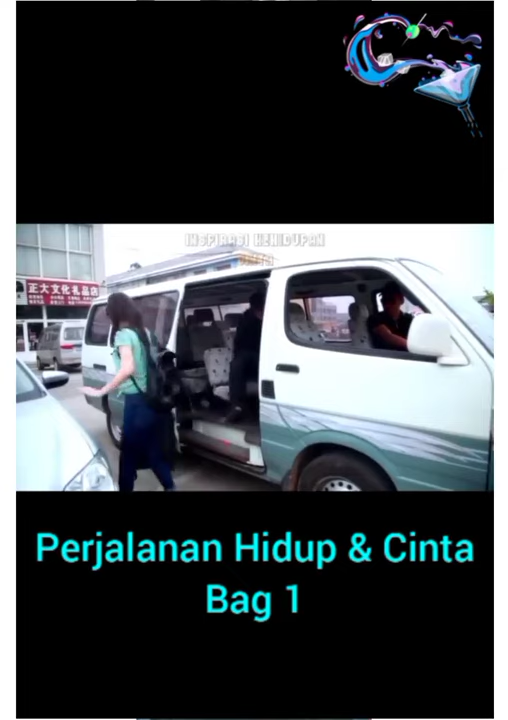 INSPIRASI KEHIDUPAN
正大文化礼品店
Perjalanan Hidup & Cinta
Bag 1